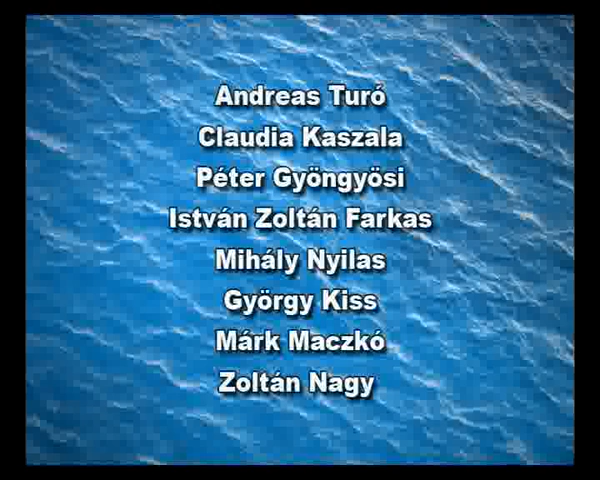 Andreas Turó
Claudia Kaszala
Péter Gyöngyösi
István Zoltán Farkas
Mihály Nyilas
György Kiss
Márk Maczkó
Zoltán Nagy